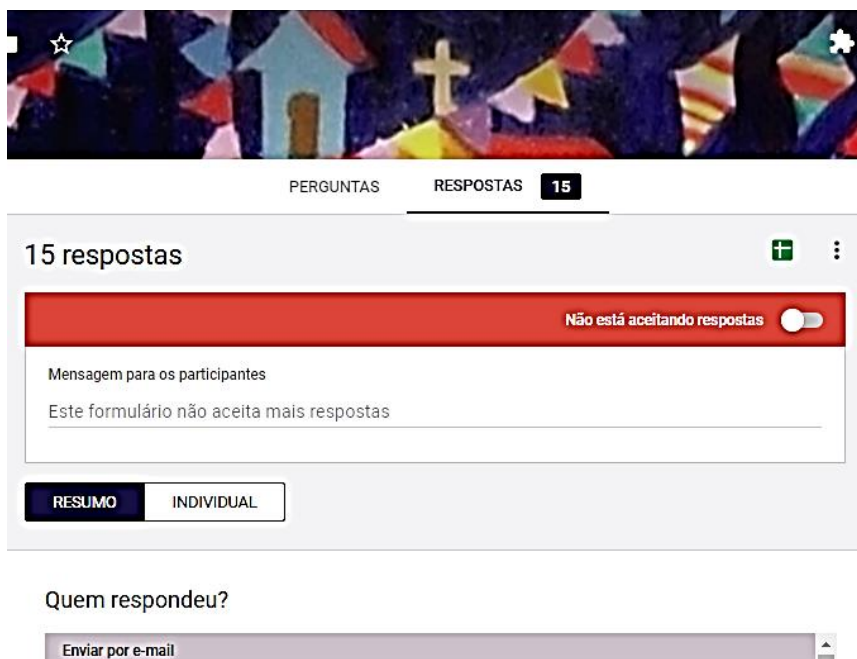 PERGUNTAS RESPOSTAS 15
15 respostas
Não está aceitando respostas
Mensagem para os participantes
Este formulário não aceita mais respostas
RESUMO INDIVIDUAL
Quem respondeu?
Enviar por e-mail